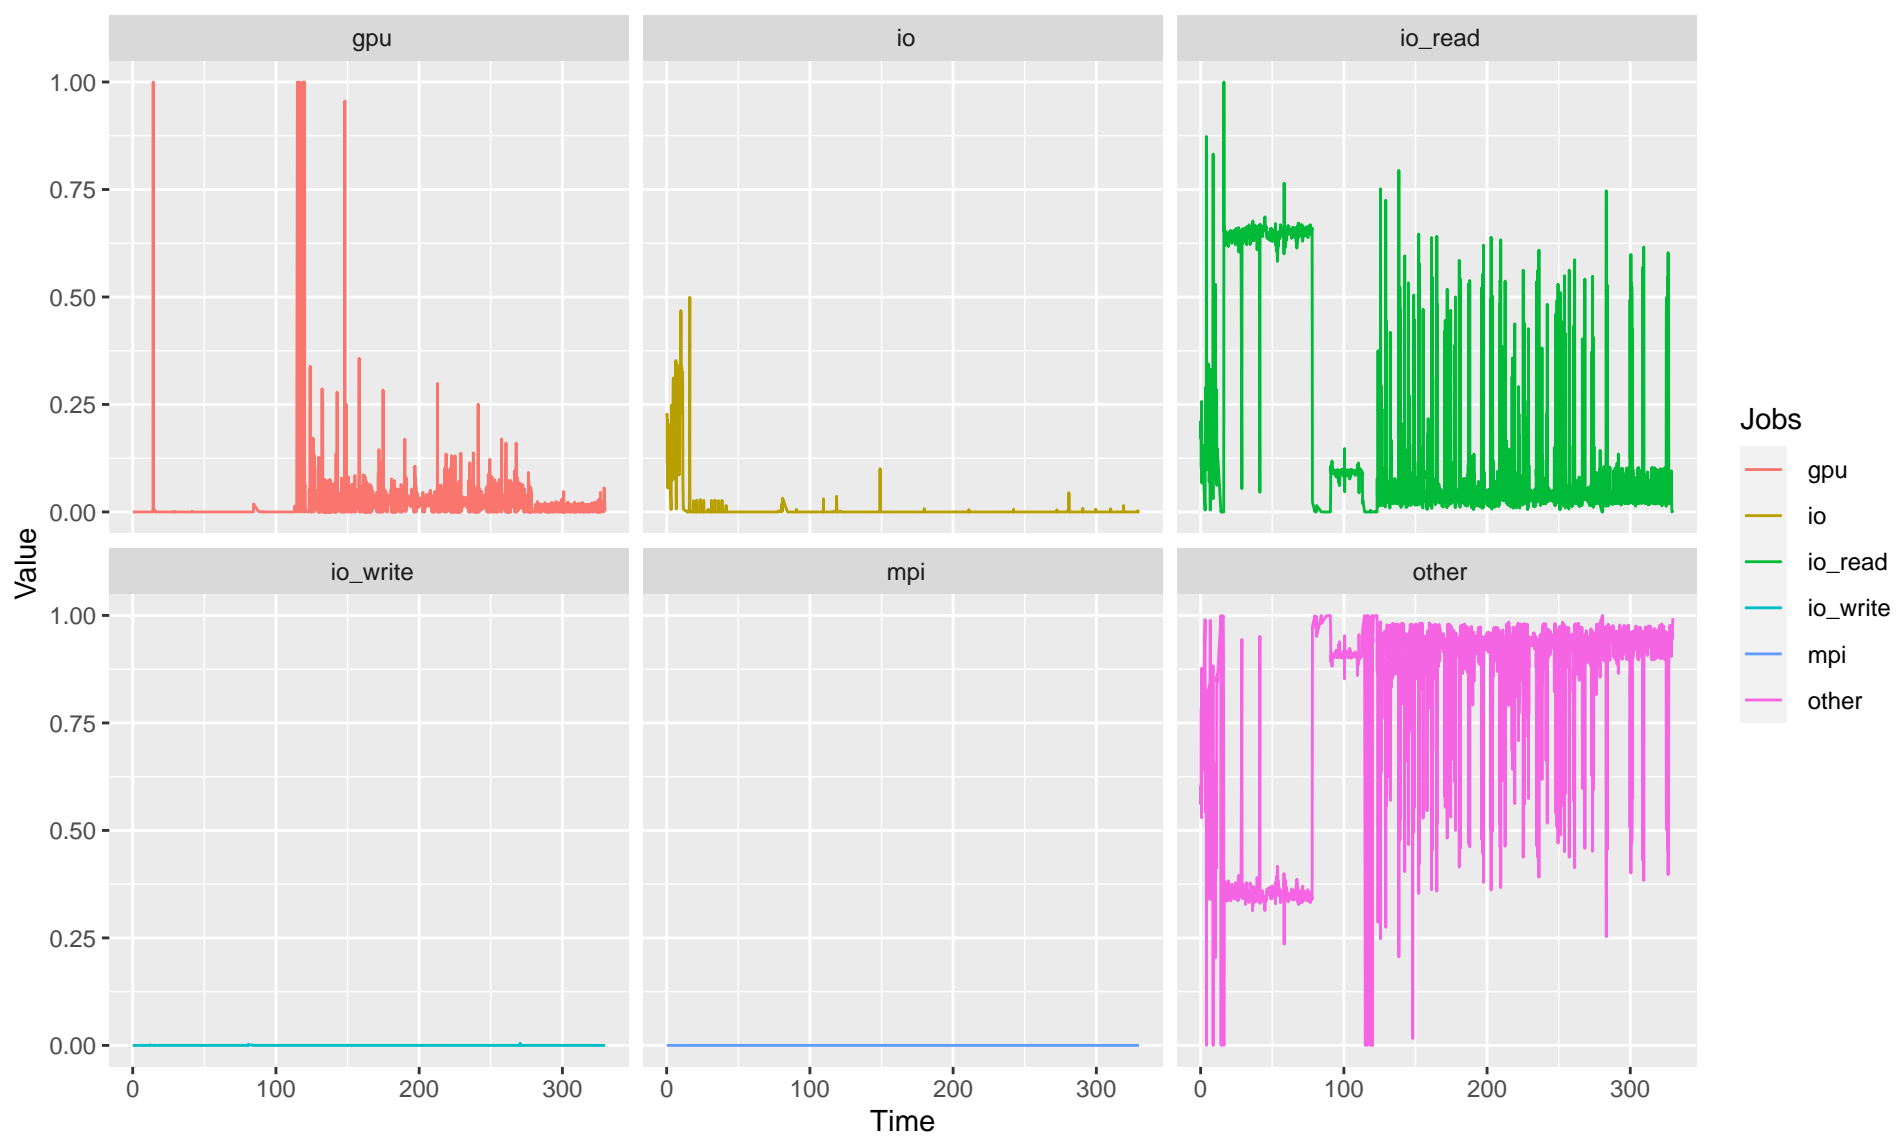 gpu
io
io_read
1.00
0.75
0.50
0.25
0.00
Value
io_write
mpi
other
1.00
0.75
0.50
0.25
0.00
0 100 200 300
0 100 200 300
0 100 200 300
Time
Jobs
gpu
io
io_read
io_write
mpi
other